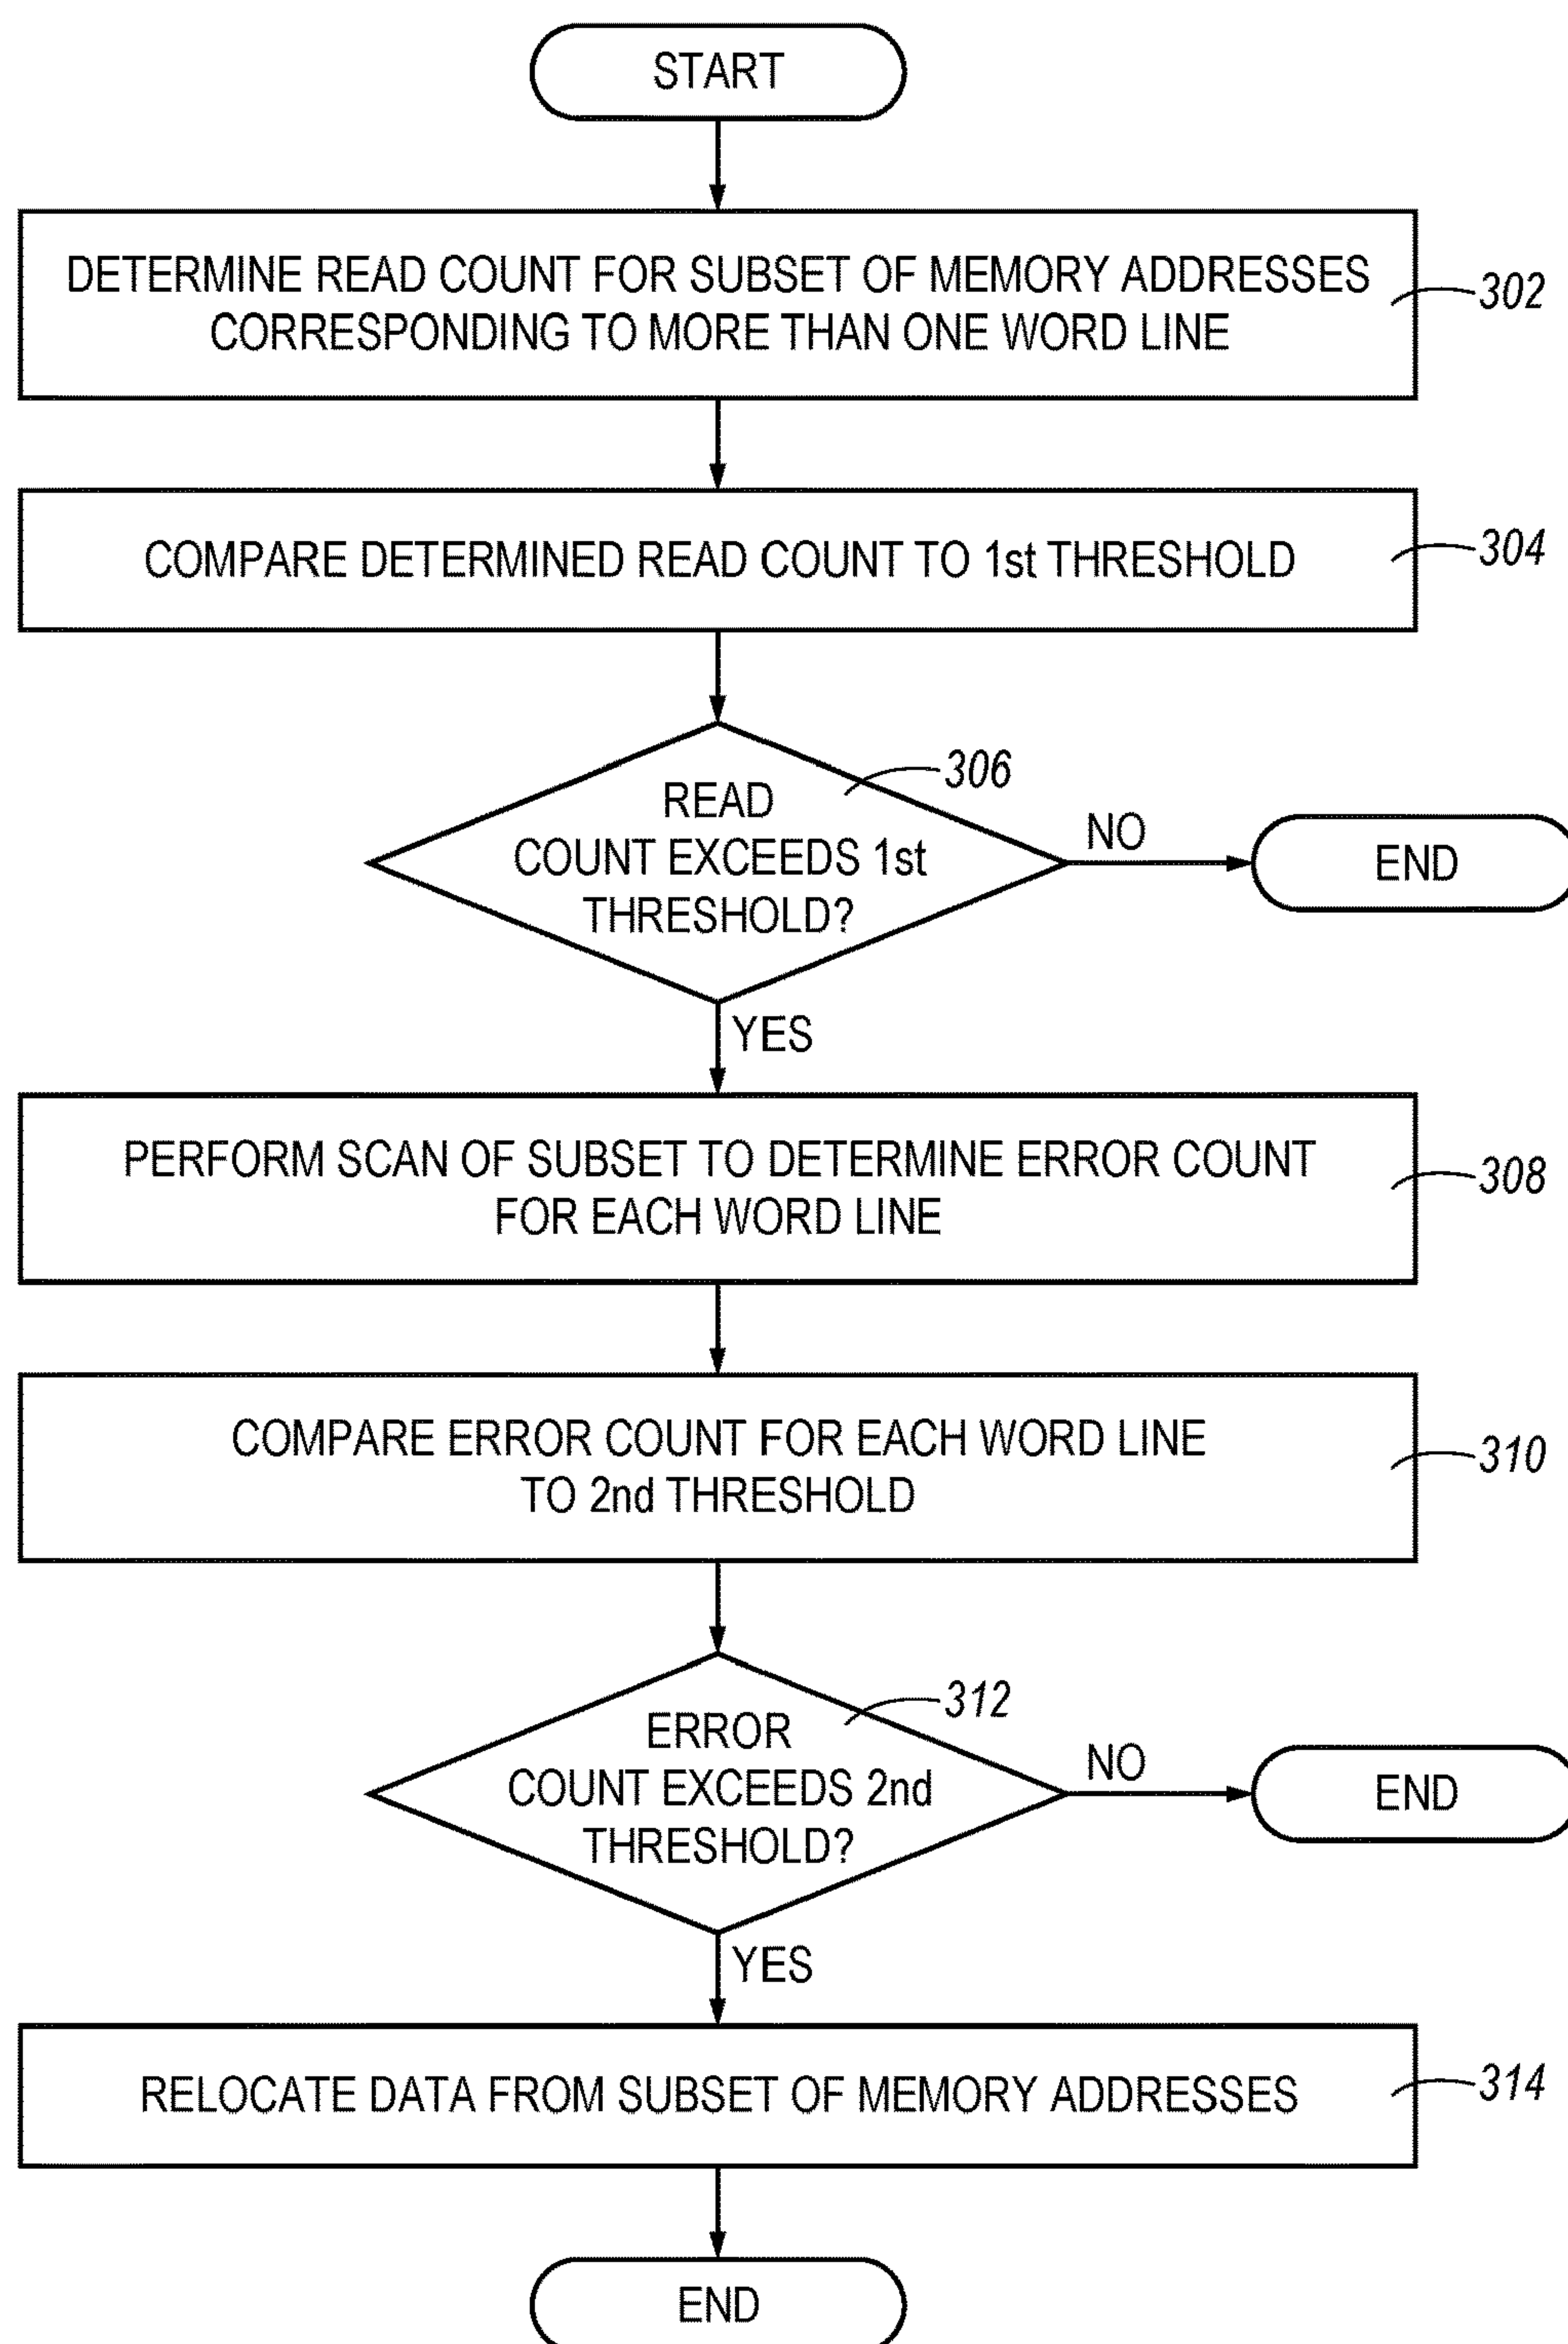 START
DETERMINE READ COUNT FOR SUBSET OF MEMORY ADDRESSES
CORRESPONDING TO MORE THAN ONE WORD LINE
302
COMPARE DETERMINED READ COUNT TO 1st THRESHOLD
304
306
READ
COUNT EXCEEDS 1st
THRESHOLD?
NO
END
YES
PERFORM SCAN OF SUBSET TO DETERMINE ERROR COUNT
FOR EACH WORD LINE
308
COMPARE ERROR COUNT FOR EACH WORD LINE
TO 2nd THRESHOLD
310
312
ERROR
COUNT EXCEEDS 2nd
THRESHOLD?
NO
END
YES
RELOCATE DATA FROM SUBSET OF MEMORY ADDRESSES
314
END